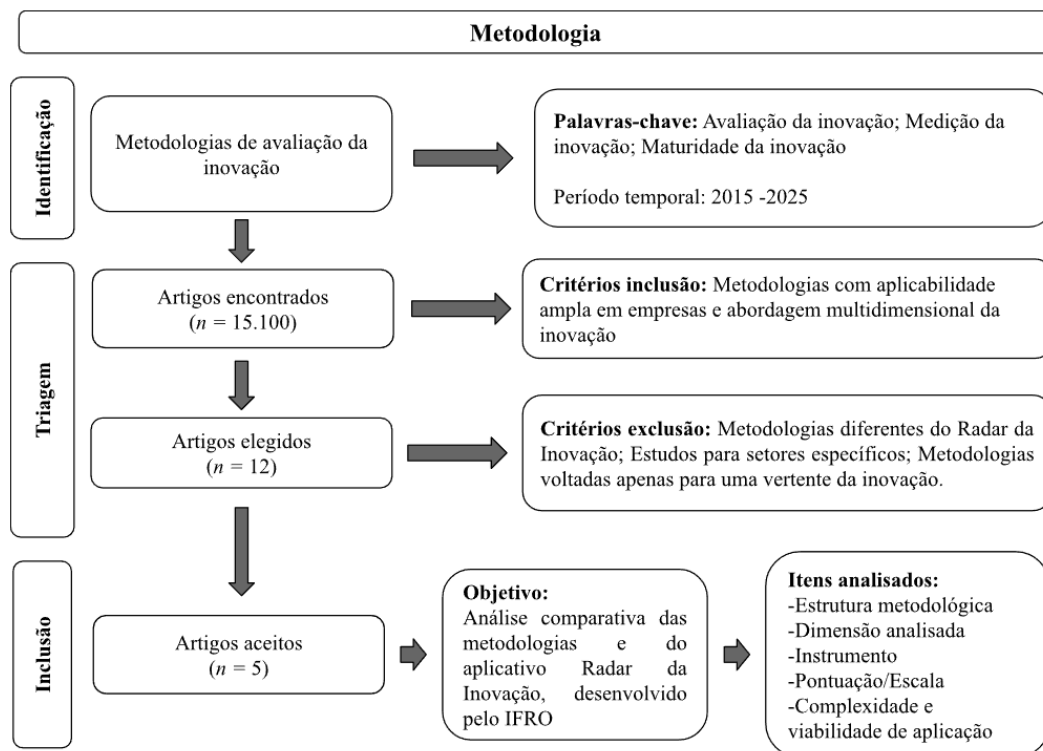 Metodologia
Identificação
Metodologias de avaliação da
inovação
Palavras-chave: Avaliação da inovação; Medição da
inovação; Maturidade da inovação
Período temporal: 2015 -2025
Triagem
Artigos encontrados
(n = 15.100)
Critérios inclusão: Metodologias com aplicabilidade
ampla em empresas e abordagem multidimensional da
inovação
Artigos elegidos
(n = 12)
Critérios exclusão: Metodologias diferentes do Radar da
Inovação; Estudos para setores específicos; Metodologias
voltadas apenas para uma vertente da inovação.
Inclusão
Artigos aceitos
(n = 5)
Objetivo:
Análise comparativa das
metodologias e do
aplicativo Radar da
Inovação, desenvolvido
pelo IFRO
Itens analisados:
-Estrutura metodológica
-Dimensão analisada
-Instrumento
-Pontuação/Escala
-Complexidade e
viabilidade de aplicação